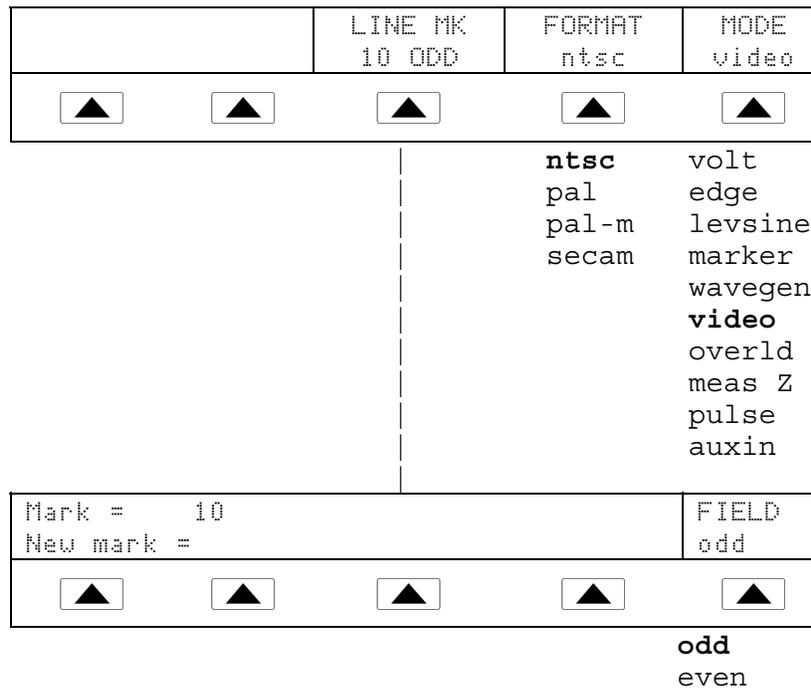 LINE MK FORMAT MODE
10 ODD ntsc video
ntsc volt
pal edge
pal-m levsine
secam marker
wavegen
video
overld
meas Z
pulse
auxin
Mark = 10 FIELD
New mark = odd
odd
even